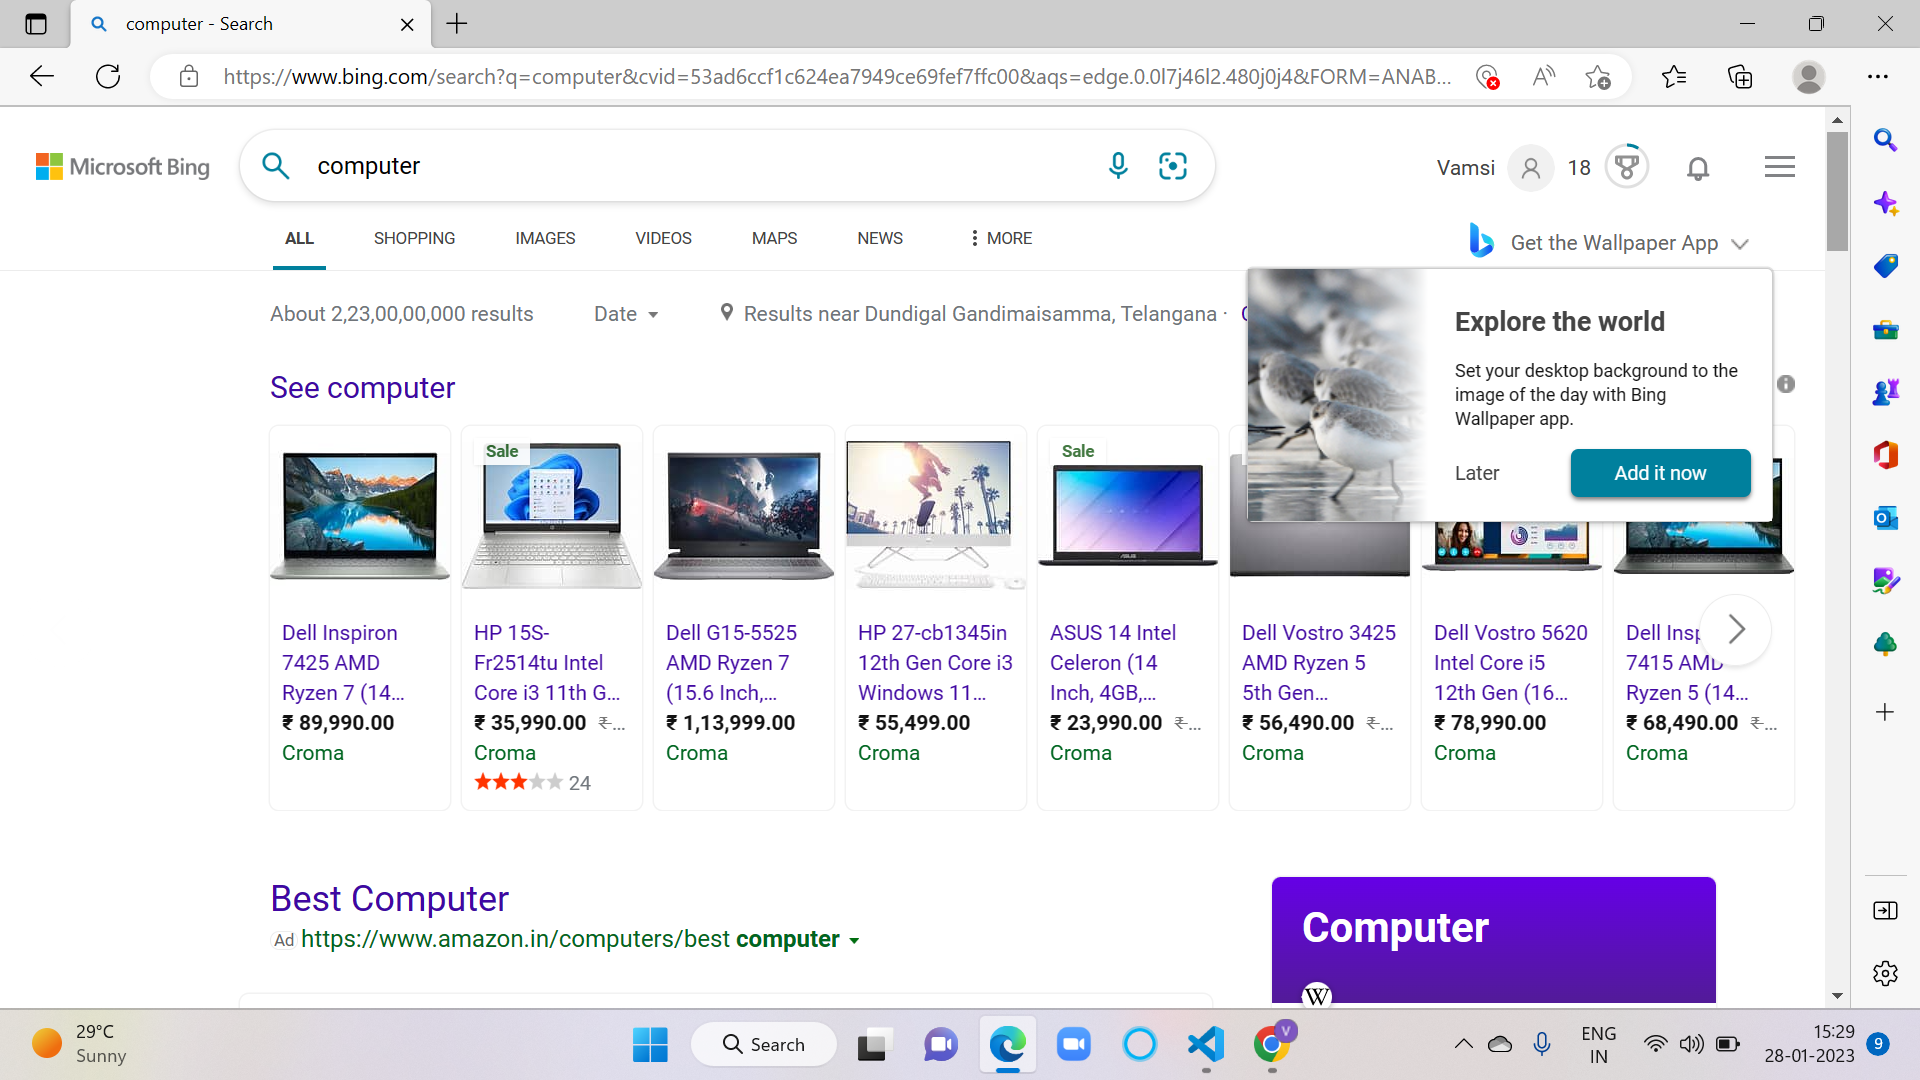 computer - Search
https://www.bing.com/search?q=computer&cvid=53ad6ccf1c624ea7949ce69fef7ffc00&aqs=edge.0.0l7j46l2.480j0j4&FORM=ANAB...
Microsoft Bing
computer
Vamsi
18
ALL
SHOPPING
IMAGES
VIDEOS
MAPS
NEWS
MORE
Get the Wallpaper App
About 2,23,00,00,000 results
Date
Results near Dundigal Gandimaisamma, Telangana ·
Explore the world
Set your desktop background to the
image of the day with Bing
Wallpaper app.
Later
Add it now
See computer
Dell Inspiron
7425 AMD
Ryzen 7 (14...
₹ 89,990.00
Croma
Sale
HP 15S-
Fr2514tu Intel
Core i3 11th G...
₹ 35,990.00 ₹...
Croma
24
Dell G15-5525
AMD Ryzen 7
(15.6 Inch,...
₹ 1,13,999.00
Croma
HP 27-cb1345in
12th Gen Core i3
Windows 11...
₹ 55,499.00
Croma
Sale
ASUS 14 Intel
Celeron (14
Inch, 4GB,...
₹ 23,990.00 ₹...
Croma
Dell Vostro 3425
AMD Ryzen 5
5th Gen...
₹ 56,490.00 ₹...
Croma
Dell Vostro 5620
Intel Core i5
12th Gen (16...
₹ 78,990.00
Croma
Dell Insp
7415 AMD
Ryzen 5 (14...
₹ 68,490.00 ₹...
Croma
Best Computer
Ad https://www.amazon.in/computers/best computer
Computer
W
29°C
Sunny
Search
V
ENG
IN
15:29
28-01-2023
9